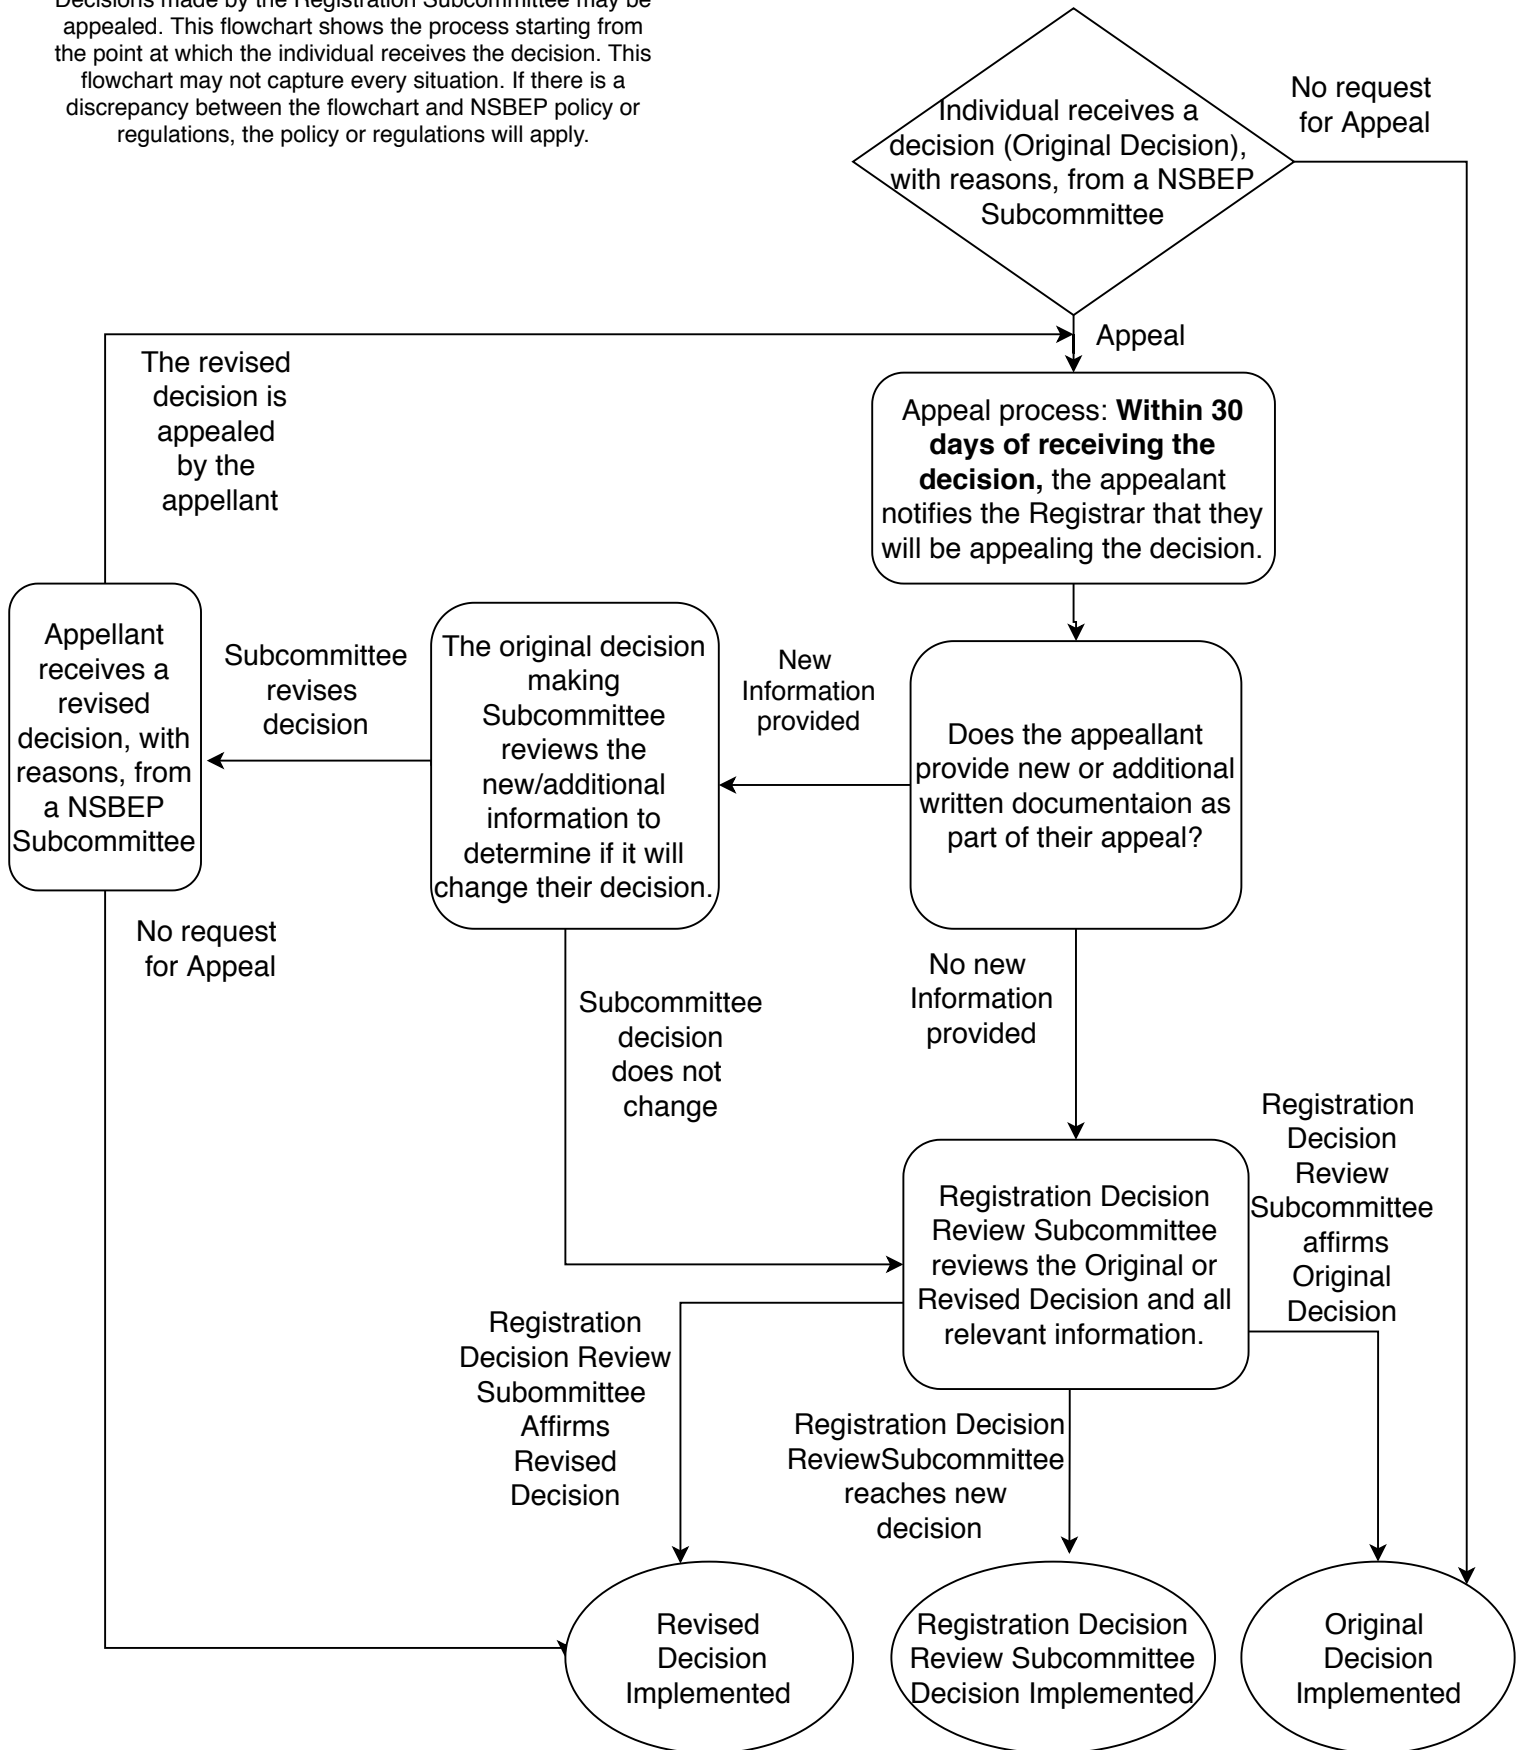 Decisions made by the Registration Subcommittee may be
appealed. This flowchart shows the process starting from
the point at which the individual receives the decision. This
flowchart may not capture every situation. If there is a
discrepancy between the flowchart and NSBEP policy or
regulations, the policy or regulations will apply.
Individual receives a
decision (Original Decision),
with reasons, from a NSBEP
Subcommittee
No request
for Appeal
Appeal
The revised
decision is
appealed
by the
appellant
Appeal process: Within 30
days of receiving the
decision, the appealant
notifies the Registrar that they
will be appealing the decision.
Appellant
receives a
revised
decision, with
reasons, from
a NSBEP
Subcommittee
Subcommittee
revises
decision
The original decision
making
Subcommittee
reviews the
new/additional
information to
determine if it will
change their decision.
New
Information
provided
Does the appeallant
provide new or additional
written documentaion as
part of their appeal?
No request
for Appeal
Subcommittee
decision
does not
change
No new
Information
provided
Registration
Decision
Review
Subcommittee
affirms
Original
Decision
Registration Decision
Review Subcommittee
reviews the Original or
Revised Decision and all
relevant information.
Registration
Decision Review
Subommittee
Affirms
Revised
Decision
Registration Decision
ReviewSubcommittee
reaches new
decision
Revised
Decision
Implemented
Registration Decision
Review Subcommittee
Decision Implemented
Original
Decision
Implemented